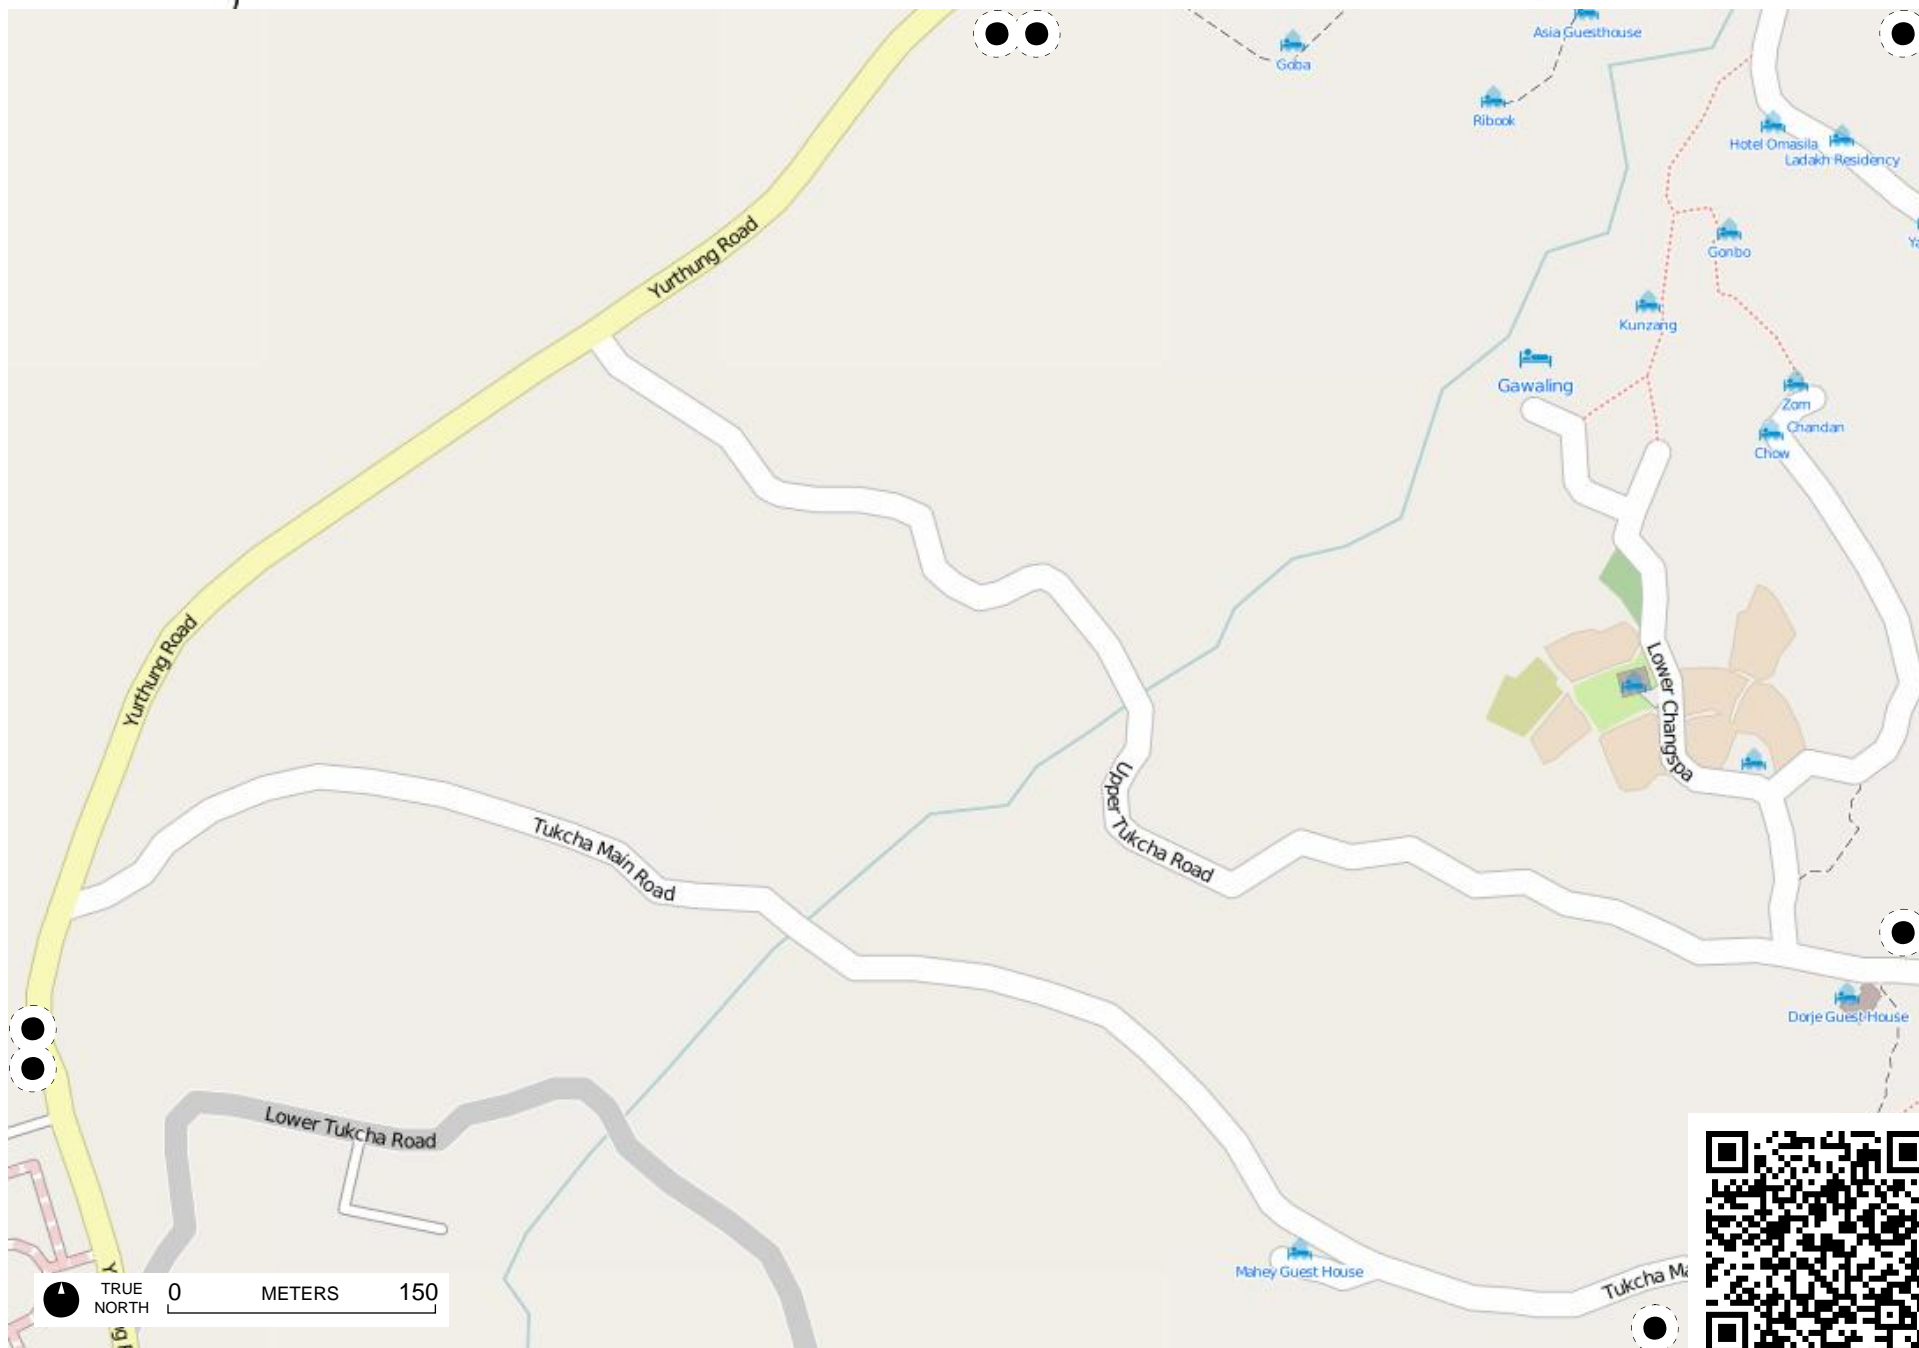 Asia Guesthouse
Goba
Ribook
Hotel Omasila
Ladakh Residency
Yurthung Road
Gonbo
Kunzang
Gawaling
Zom
Chandan
Chow
Yurthung Road
Lower Changspa
Upper Tukcha Road
Tukcha Main Road
Dorje Guest House
Lower Tukcha Road
Mahey Guest House
TRUE
NORTH
0 METERS 150
Tukcha